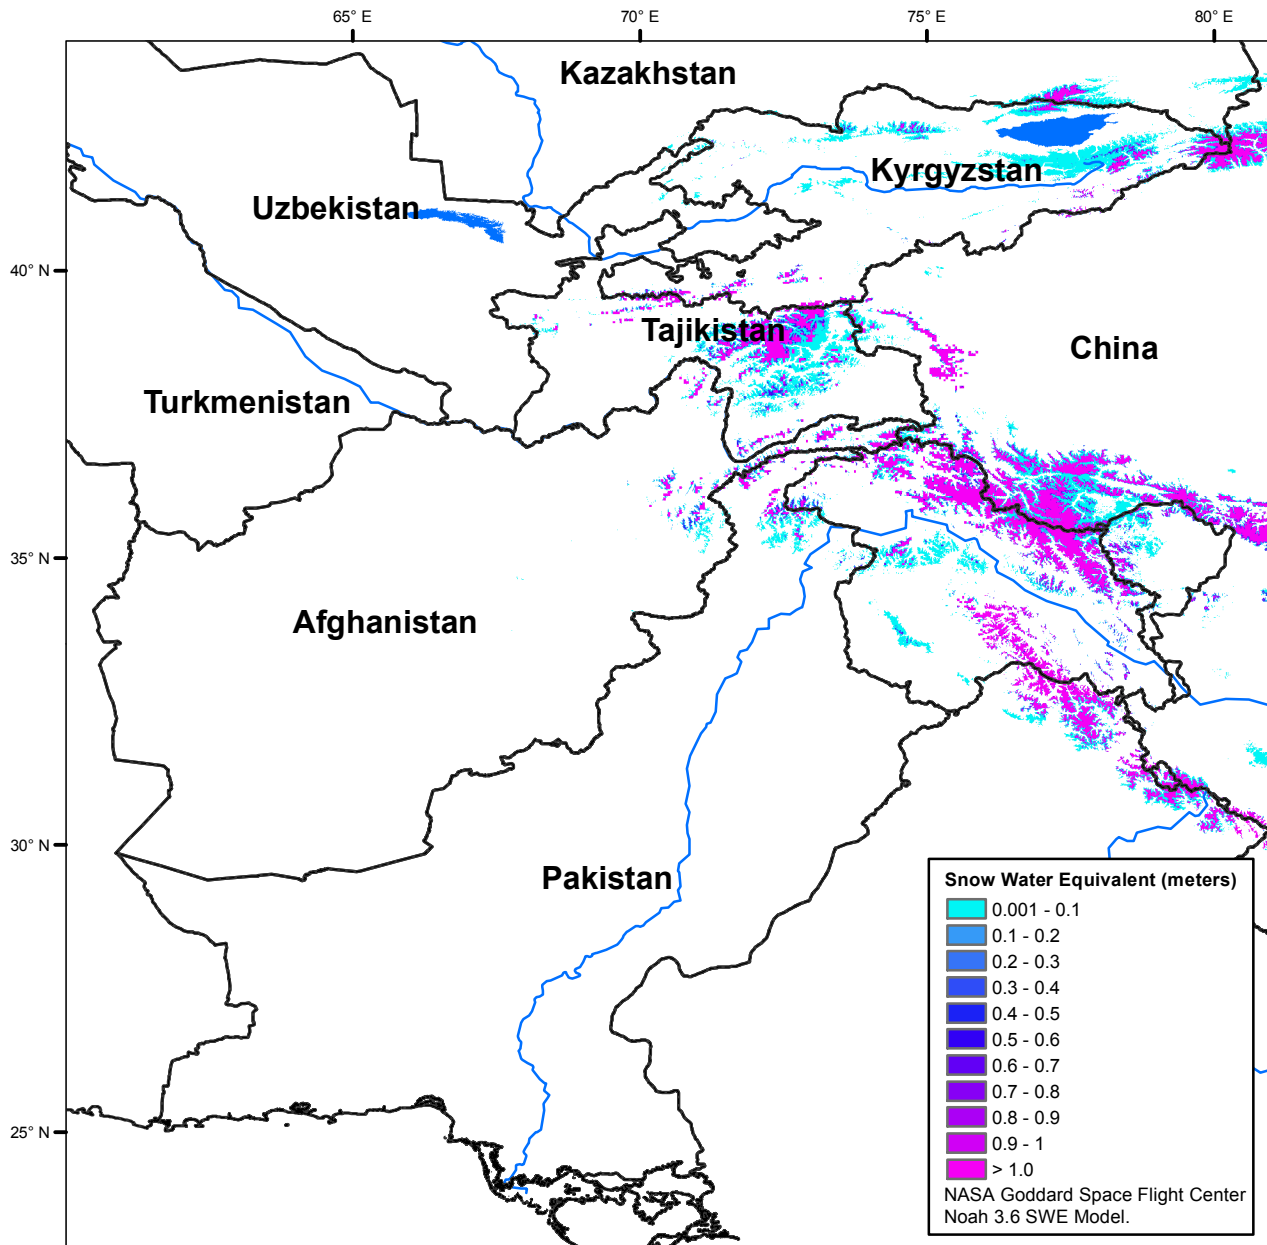 65° E 70° E 75° E 80° E
Kazakhstan
Kyrgyzstan
Uzbekistan
40° N
Tajikistan
China
Turkmenistan
35° N
Afghanistan
30° N
Pakistan
25° N
Snow Water Equivalent (meters)
0.001 - 0.1
0.1 - 0.2
0.2 - 0.3
0.3 - 0.4
0.4 - 0.5
0.5 - 0.6
0.6 - 0.7
0.7 - 0.8
0.8 - 0.9
0.9 - 1
> 1.0
NASA Goddard Space Flight Center
Noah 3.6 SWE Model.